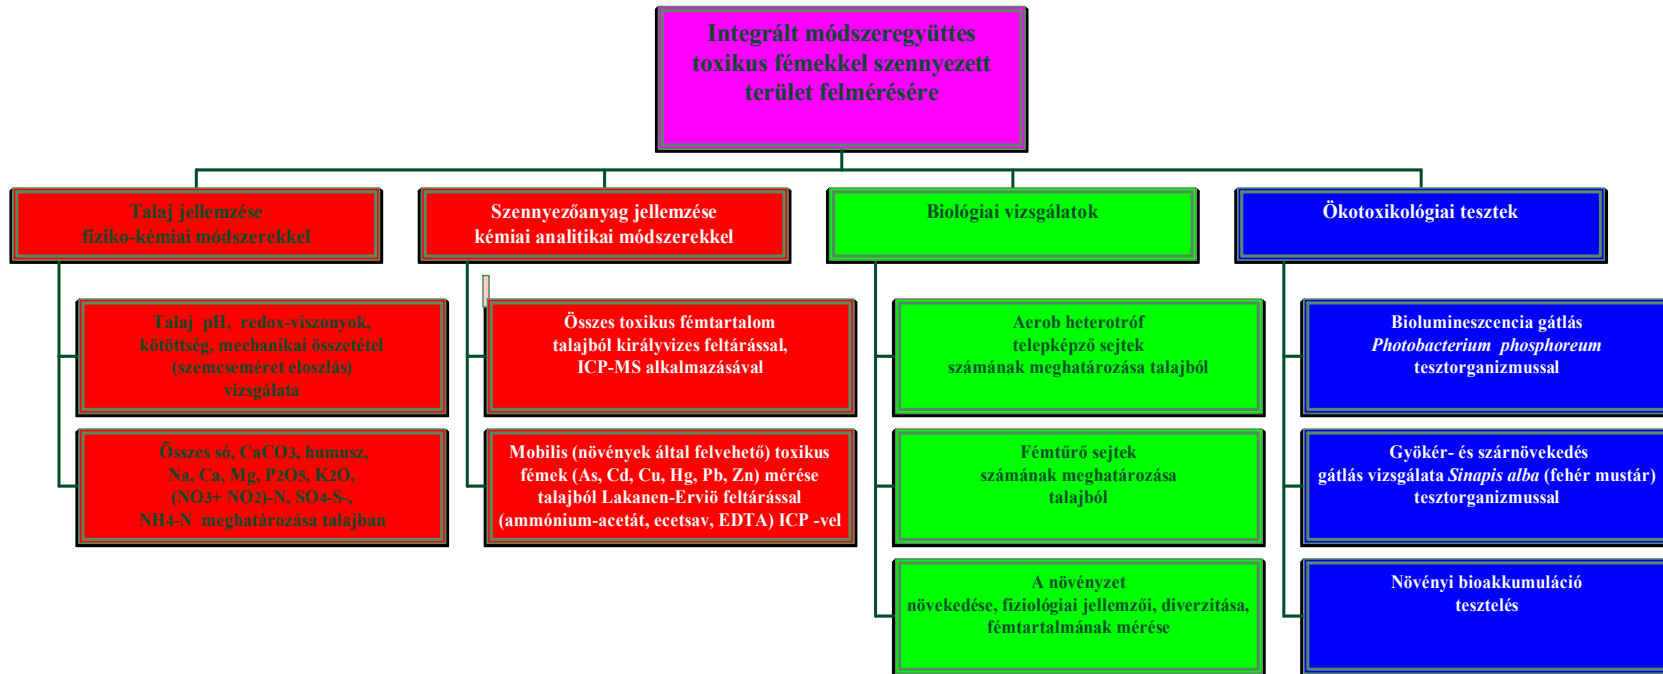 Integrált módszeregyüttes
toxikus fémekkel szennyezett
terület felmérésére
Talaj jellemzése
fiziko-kémiai módszerekkel
Talaj pH, redox-viszonyok,
kötöttség, mechanikai összetétel
(szemcseméret eloszlás)
vizsgálata
Összes só, CaCO3, humusz,
Na, Ca, Mg, P2O5, K2O,
(NO3+ NO2)-N, SO4-S-,
NH4-N meghatározása talajban
Szennyezőanyag jellemzése
kémiai analitikai módszerekkel
Összes toxikus fémtartalom
talajból királyvizes feltárással,
ICP-MS alkalmazásával
Mobilis (növények által felvehető) toxikus
fémek (As, Cd, Cu, Hg, Pb, Zn) mérése
talajból Lakanen-Erviö feltárással
(ammónium-acetát, ecetsav, EDTA) ICP -vel
Biológiai vizsgálatok
Aerob heterotróf
telepképző sejtek
számának meghatározása talajból
Fémtűrő sejtek
számának meghatározása
talajból
A növényzet
növekedése, fiziológiai jellemzői, diverzitása,
fémtartalmának mérése
Ökotoxikológiai tesztek
Biolumineszcencia gátlás
Photobacterium phosphoreum
tesztorganizmussal
Gyökér- és szárnövekedés
gátlás vizsgálata Sinapis alba (fehér mustár)
tesztorganizmussal
Növényi bioakkumuláció
tesztelés